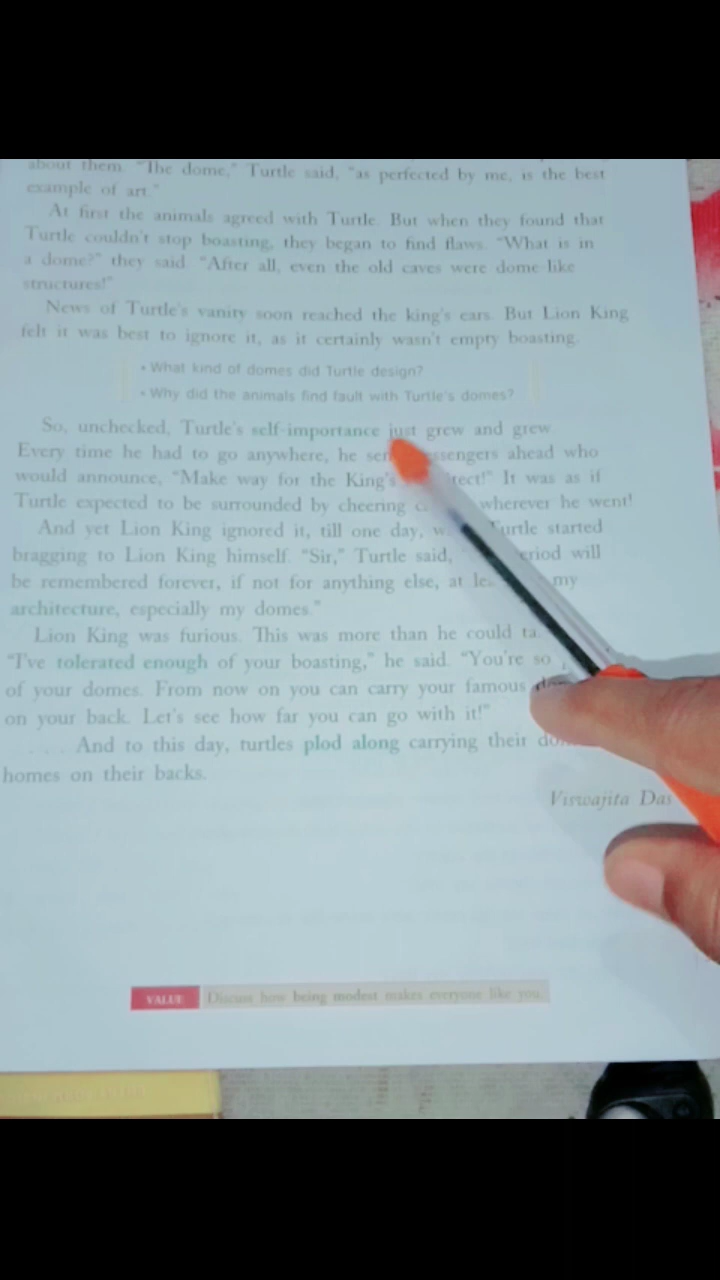 about them. "The dome," Turtle said, "as perfected by me, is the best
example of art."
At first the animals agreed with Turtle. But when they found that
Turtle couldn't stop boasting, they began to find flaws. "What is in
a dome?" they said. "After all, even the old caves were dome-like
structures!"
News of Turtle's vanity soon reached the king's ears. But Lion King
felt it was best to ignore it, as it certainly wasn't empty boasting.
• What kind of domes did Turtle design?
• Why did the animals find fault with Turtle's domes?
So, unchecked, Turtle's self-importance just grew and grew.
Every time he had to go anywhere, he ahead who
would announce, "Make way for the King's It was as if
Turtle expected to be surrounded by cheering wherever he went!
And yet Lion King ignored it, till one day, Turtle started
bragging to Lion King himself. "Sir," Turtle said, will
be remembered forever, if not for anything else, at my
architecture, especially my domes."
Lion King was furious. This was more than he could
"I've tolerated enough of your boasting," he said. "You're so
of your domes. From now on you can carry your famous
on your back. Let's see how far you can go with it!"
. . . . And to this day, turtles plod along carrying their
homes on their backs.
Viswajita Das
VALUE Discuss how being modest makes everyone like you.